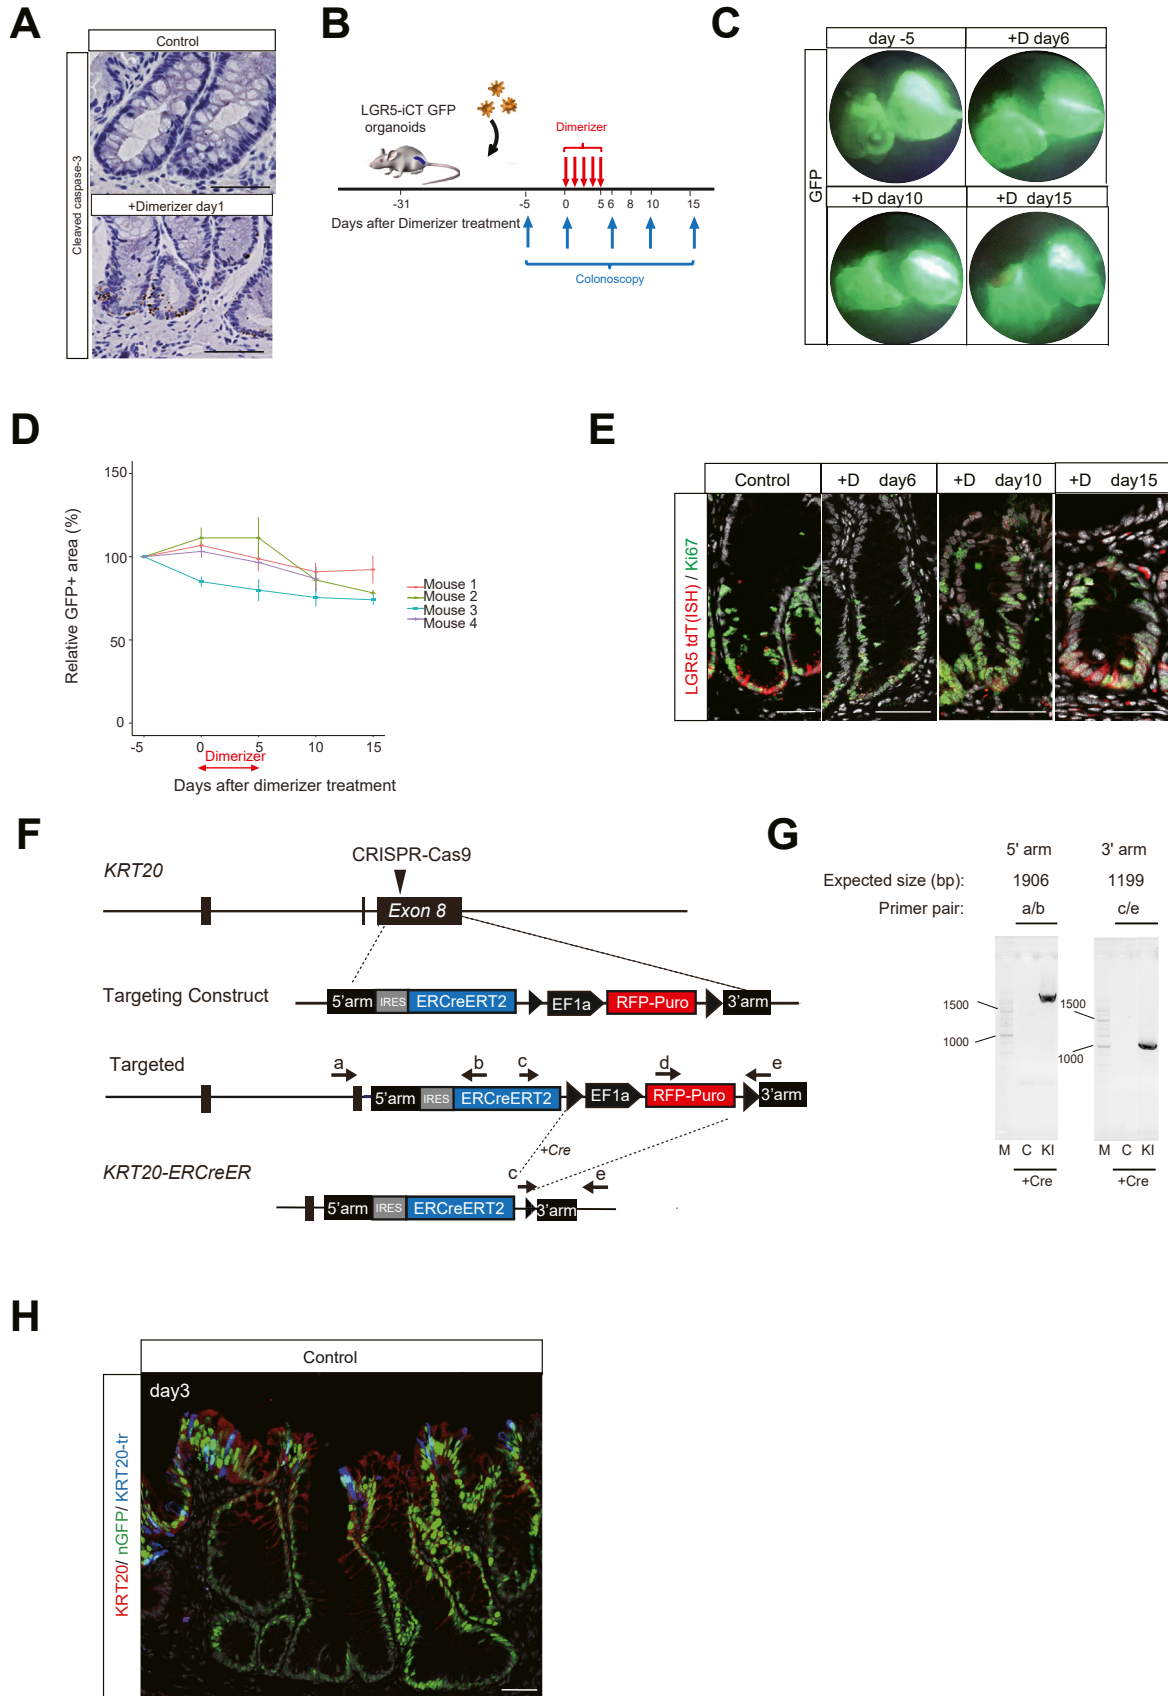 A
Control
Cleaved caspase-3
+Dimerizer day1
B
LGR5-iCT GFP
organoids
Dimerizer
-31
-5
0
5
6
8
10
15
Days after Dimerizer treatment
Colonoscopy
C
day -5
+D day6
GFP
+D day10
+D day15
D
Relative GFP+ area (%)
150
100
50
0
-5
0
5
10
15
Dimerizer
Days after dimerizer treatment
Mouse 1
Mouse 2
Mouse 3
Mouse 4
E
Control
+D day6
+D day10
+D day15
LGR5 tdT(ISH) / Ki67
F
CRISPR-Cas9
KRT20
Exon 8
Targeting Construct
5'arm
IRES
ERCreERT2
EF1a
RFP-Puro
3'arm
Targeted
a
b
c
d
e
5'arm
IRES
ERCreERT2
EF1a
RFP-Puro
3'arm
+Cre
KRT20-ERCreER
c
e
5'arm
IRES
ERCreERT2
3'arm
G
5' arm
3' arm
Expected size (bp):
1906
1199
Primer pair:
a/b
c/e
1500
1000
1500
1000
M C KI
M C KI
+Cre
+Cre
H
Control
day3
KRT20/ nGFP/ KRT20-tr